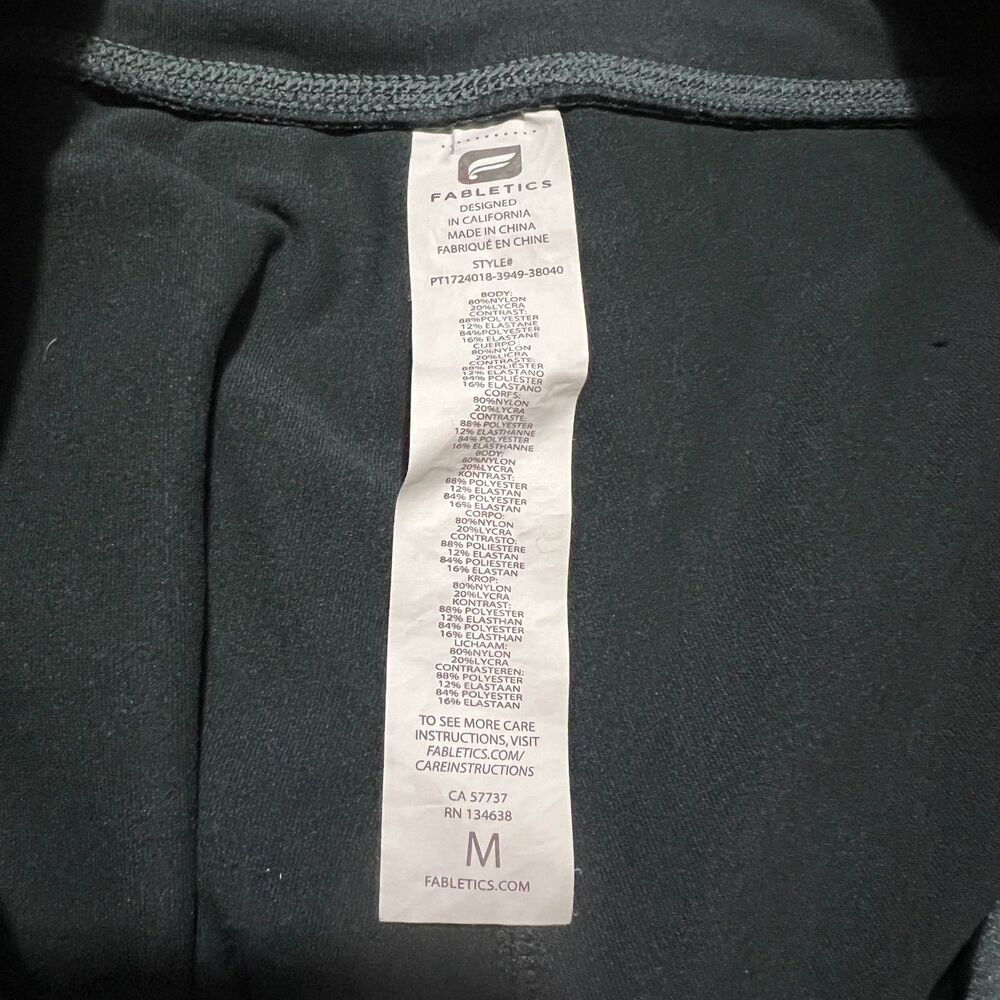 FABLETICS
DESIGNED
IN CALIFORNIA
MADE IN CHINA
FABRIQUÉ EN CHINE
STYLE#
PT1724018-3949-38040
BODY:
80%NYLON
20%LYCRA
CONTRAST:
88%POLYESTER
12% ELASTANE
84%POLYESTER
16% ELASTANE
CUERPO:
80%NYLON
20%LICRA
CONTRASTE:
88% POLIÉSTER
12% ELASTANO
84% POLIÉSTER
16% ELASTANO
CORPS:
80%NYLON
20%LYCRA
CONTRASTE:
88% POLYESTER
12% ELASTHANNE
84% POLYESTER
16% ELASTHANNE
BODY:
80%NYLON
20%LYCRA
KONTRAST:
88% POLYESTER
12% ELASTAN
84% POLYESTER
16% ELASTAN
CORPO:
80%NYLON
20%LYCRA
CONTRASTO:
88% POLIESTERE
12% ELASTAN
84% POLIESTERE
16% ELASTAN
KROP:
80%NYLON
20%LYCRA
KONTRAST:
88% POLYESTER
12% ELASTHAN
84% POLYESTER
16% ELASTHAN
LICHAAM:
80%NYLON
20%LYCRA
CONTRASTEREN:
88% POLYESTER
12% ELASTAAN
84% POLYESTER
16% ELASTAAN
TO SEE MORE CARE
INSTRUCTIONS, VISIT
FABLETICS.COM/
CAREINSTRUCTIONS
CA 57737
RN 134638
M
FABLETICS.COM